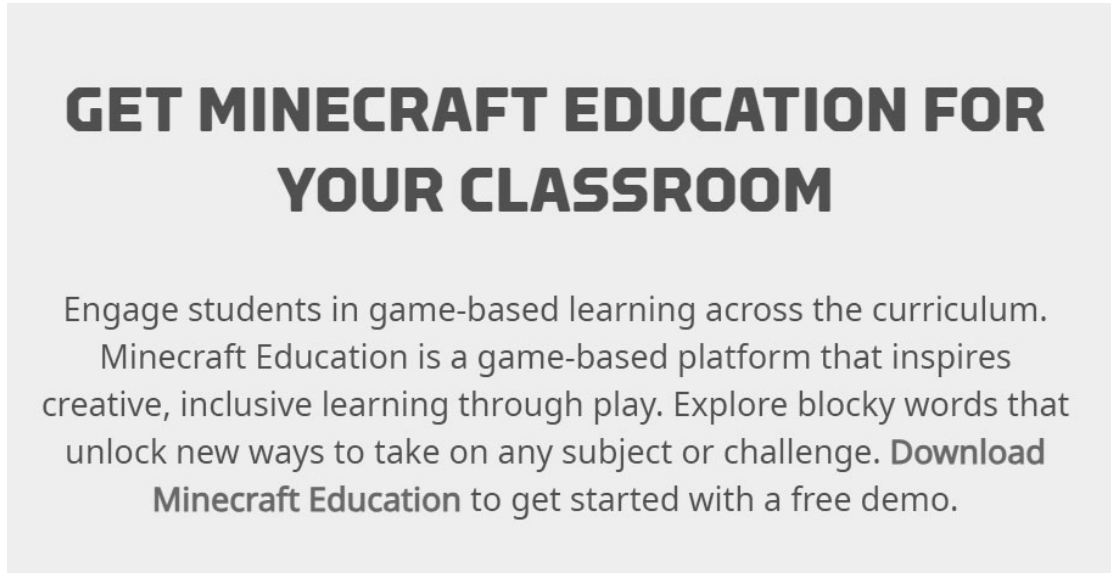 GET MINECRAFT EDUCATION FOR
YOUR CLASSROOM
Engage students in game-based learning across the curriculum.
Minecraft Education is a game-based platform that inspires
creative, inclusive learning through play. Explore blocky words that
unlock new ways to take on any subject or challenge. Download
Minecraft Education to get started with a free demo.